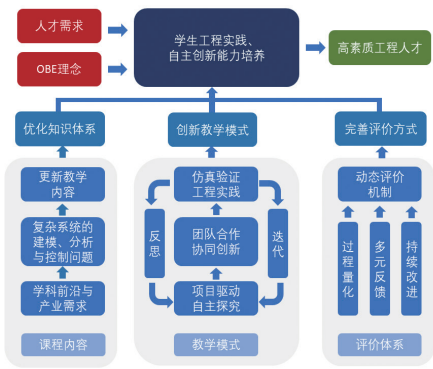 人才需求
OBE理念
学生工程实践、
自主创新能力培养
高素质工程人才
优化知识体系
创新教学模式
完善评价方式
更新教学
内容
复杂系统的
建模、分析
与控制问题
学科前沿与
产业需求
课程内容
仿真验证
工程实践
反思
团队合作
协同创新
迭代
项目驱动
自主探究
教学模式
动态评价
机制
过程量化
多元反馈
持续改进
评价体系